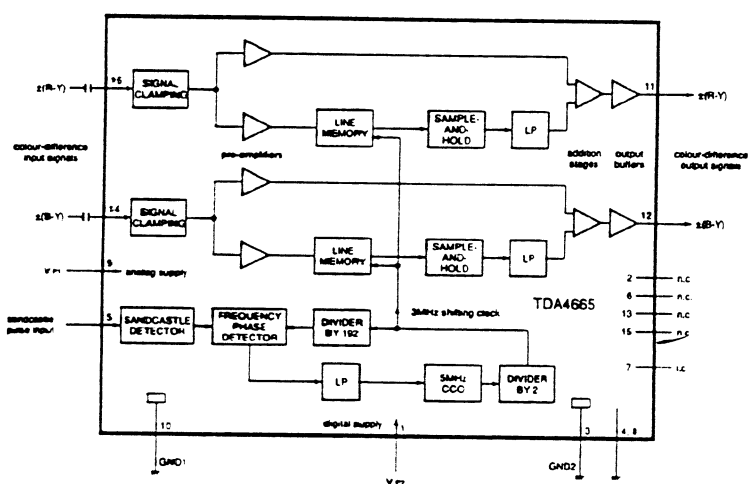 ±(R-Y)
16
SIGNAL
CLAMPING
LINE
MEMORY
SAMPLE-
AND-
HOLD
LP
11
±(R-Y)
colour-difference
input signals
pre-amplifiers
addition
stages
output
buffers
colour-difference
output signals
±(B-Y)
14
SIGNAL
CLAMPING
LINE
MEMORY
SAMPLE-
AND-
HOLD
LP
12
±(B-Y)
9
analog supply
sandcastle
pulse input
5
SANDCASTLE
DETECTOR
FREQUENCY
PHASE
DETECTOR
DIVIDER
BY 192
3MHz shifting clock
TDA4665
2 n.c.
6 n.c.
13 n.c.
15 n.c.
7 i.c.
LP
DIVIDER
BY 2
digital supply
1
10
GND1
3
GND2
4, 8